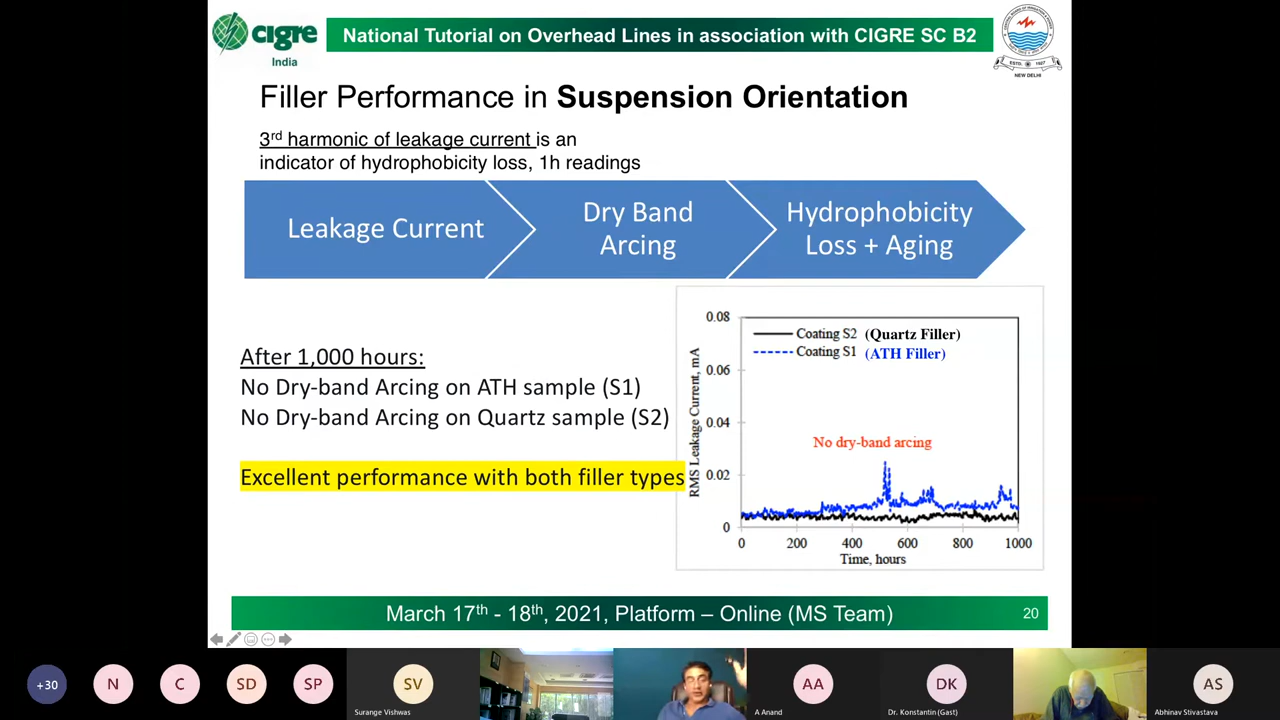 cigre
India
National Tutorial on Overhead Lines in association with CIGRE SC B2
ESTD. 1927
NEW DELHI
Filler Performance in Suspension Orientation
3rd harmonic of leakage current is an
indicator of hydrophobicity loss, 1h readings
Leakage Current
Dry Band
Arcing
Hydrophobicity
Loss + Aging
After 1,000 hours:
No Dry-band Arcing on ATH sample (S1)
No Dry-band Arcing on Quartz sample (S2)
Excellent performance with both filler types
RMS Leakage Current, mA
0.08
0.06
0.04
0.02
0
Coating S2 (Quartz Filler)
Coating S1 (ATH Filler)
No dry-band arcing
0 200 400 600 800 1000
Time, hours
March 17th - 18th, 2021, Platform – Online (MS Team)
20
+30
N
C
SD
SP
SV
Surange Vishwas
AA
A Anand
DK
Dr. Konstantin (Gast)
AS
Abhinav Stivastava